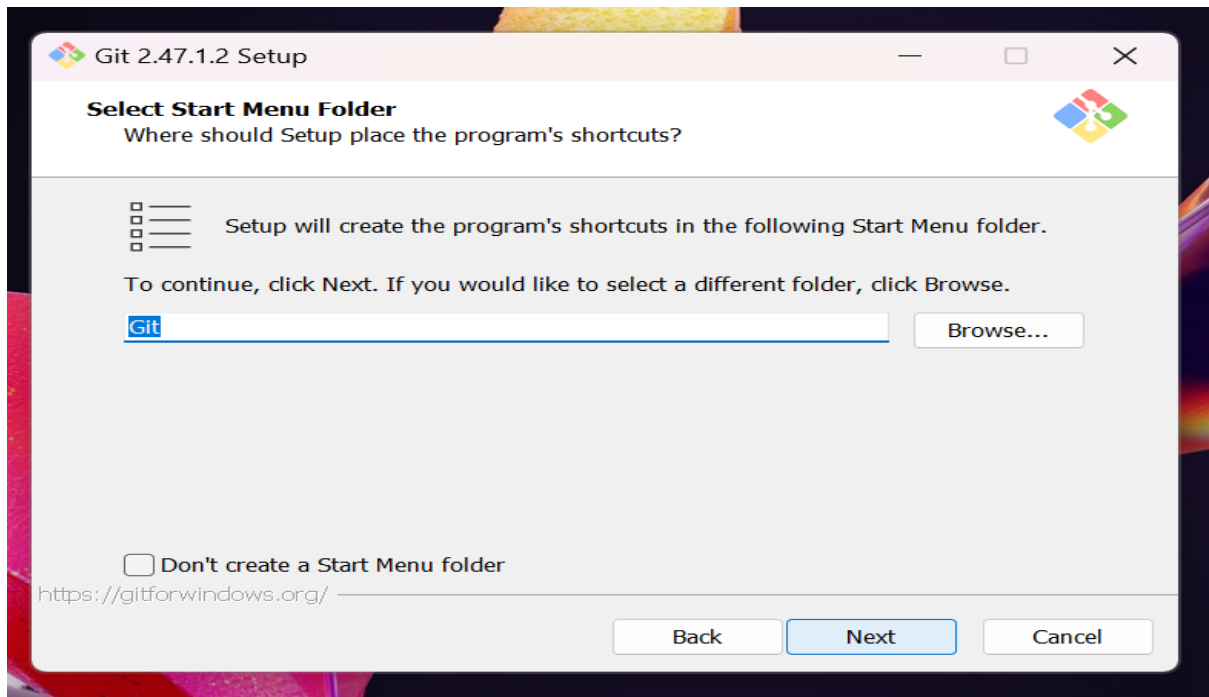 Git 2.47.1.2 Setup
Select Start Menu Folder
Where should Setup place the program's shortcuts?
Setup will create the program's shortcuts in the following Start Menu folder.
To continue, click Next. If you would like to select a different folder, click Browse.
Git
Browse...
Don't create a Start Menu folder
https://gitforwindows.org/
Back
Next
Cancel